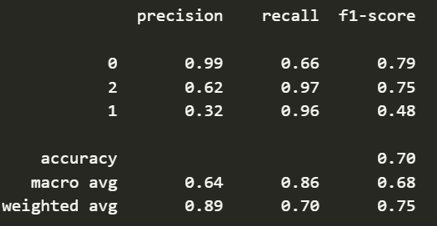 precision recall f1-score
0 0.99 0.66 0.79
2 0.62 0.97 0.75
1 0.32 0.96 0.48
accuracy 0.70
macro avg 0.64 0.86 0.68
weighted avg 0.89 0.70 0.75